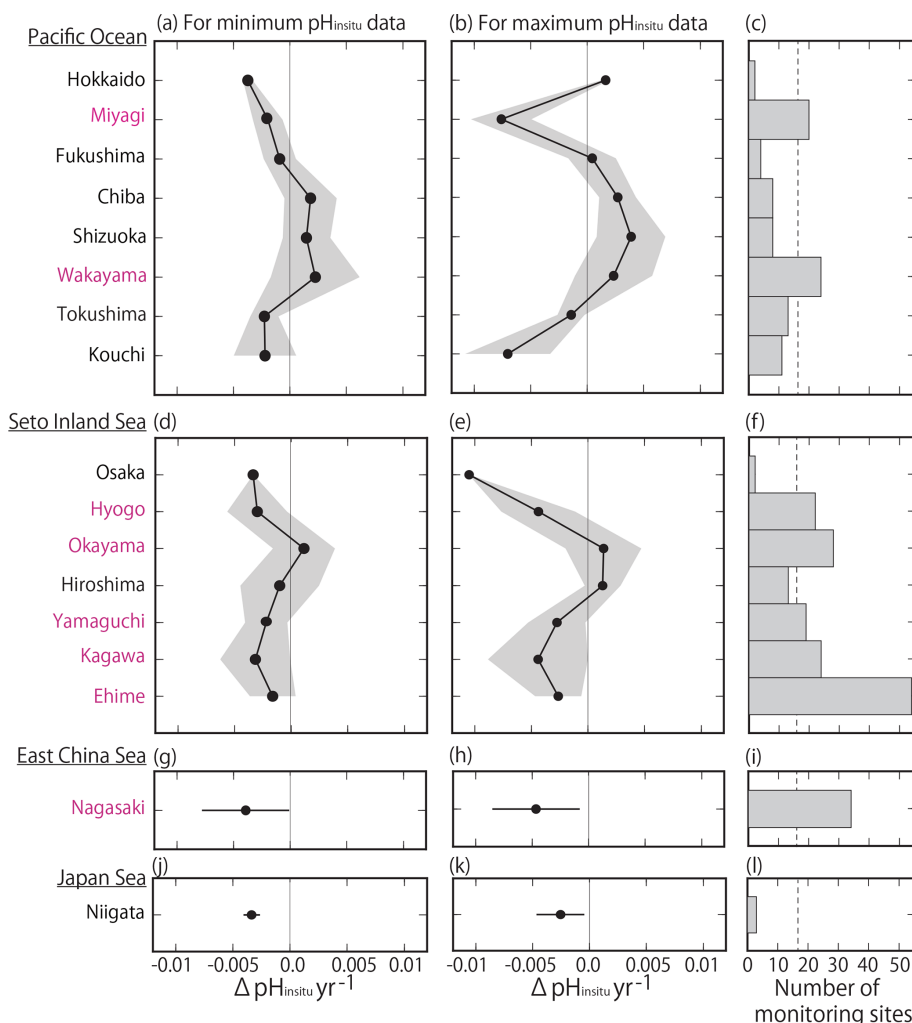 (a) For minimum pHinsitu data
(b) For maximum pHinsitu data
(c)
Pacific Ocean
Hokkaido
Miyagi
Fukushima
Chiba
Shizuoka
Wakayama
Tokushima
Kouchi
Seto Inland Sea
(d)
(e)
(f)
Osaka
Hyogo
Okayama
Hiroshima
Yamaguchi
Kagawa
Ehime
East China Sea
(g)
(h)
(i)
Nagasaki
Japan Sea
(j)
(k)
(l)
Niigata
-0.01 -0.005 0.0 0.005 0.01
-0.01 -0.005 0.0 0.005 0.01
0 10 20 30 40 50
Δ pHinsitu yr-1
Δ pHinsitu yr-1
Number of
monitoring sites